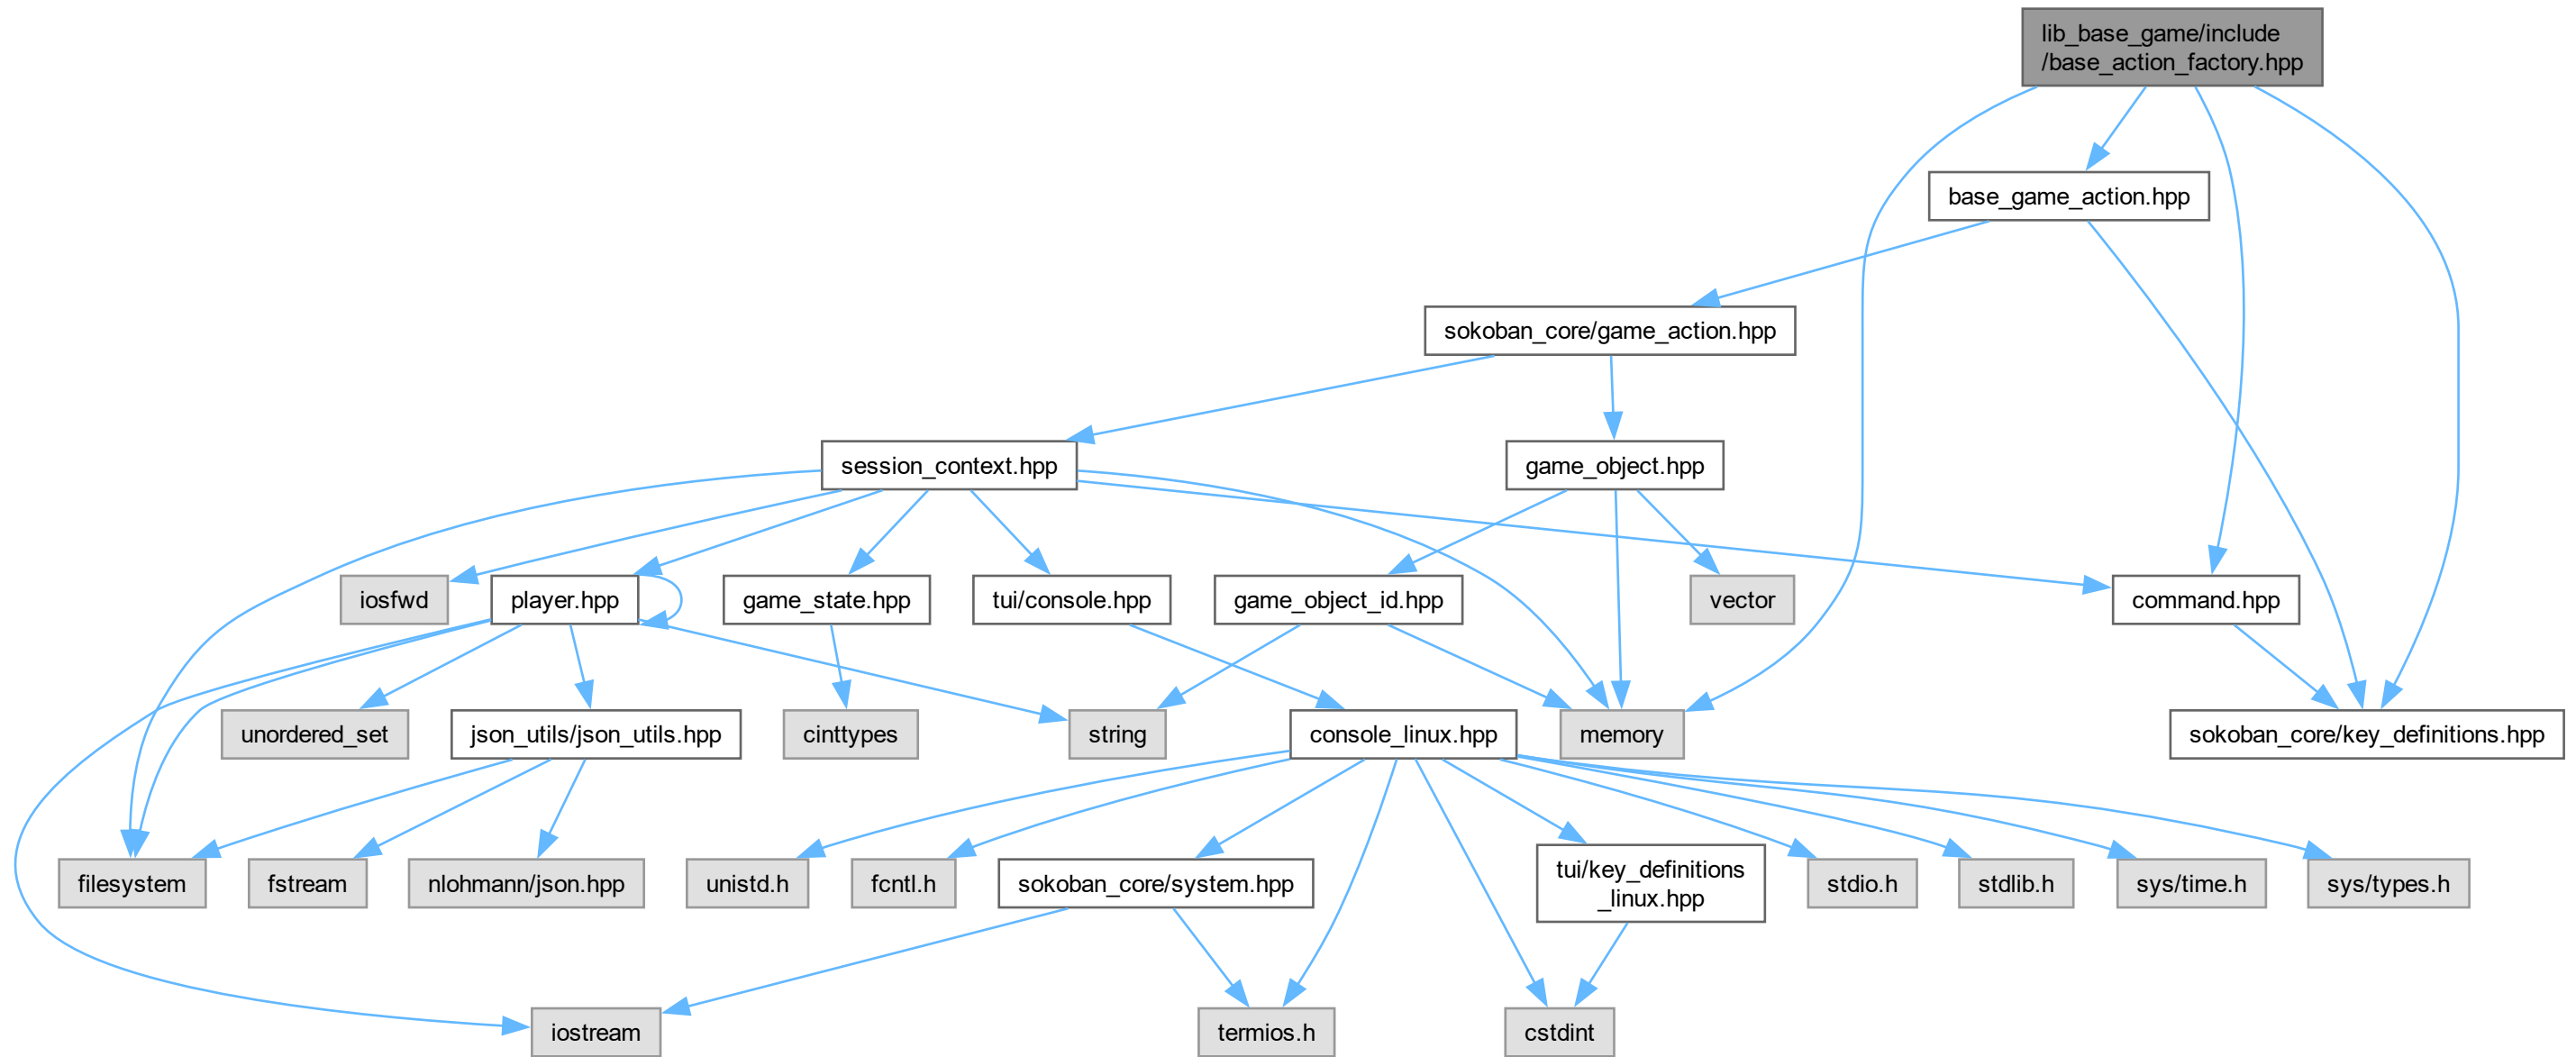 lib_base_game/include
/base_action_factory.hpp
base_game_action.hpp
sokoban_core/game_action.hpp
session_context.hpp
game_object.hpp
iosfwd
player.hpp
game_state.hpp
tui/console.hpp
game_object_id.hpp
vector
command.hpp
unordered_set
json_utils/json_utils.hpp
cinttypes
string
console_linux.hpp
memory
sokoban_core/key_definitions.hpp
filesystem
fstream
nlohmann/json.hpp
unistd.h
fcntl.h
sokoban_core/system.hpp
tui/key_definitions
_linux.hpp
stdio.h
stdlib.h
sys/time.h
sys/types.h
iostream
termios.h
cstdint